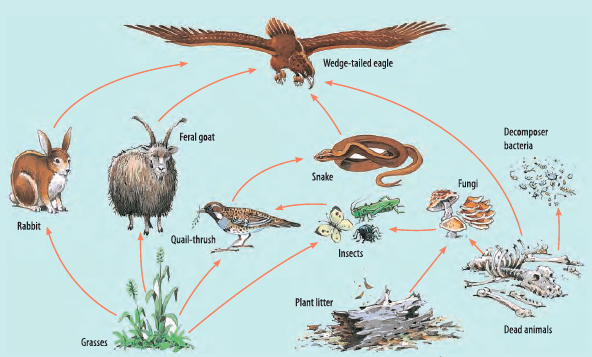 Wedge-tailed eagle
Feral goat
Decomposer
bacteria
Snake
Fungi
Rabbit
Quail-thrush
Insects
Plant litter
Dead animals
Grasses